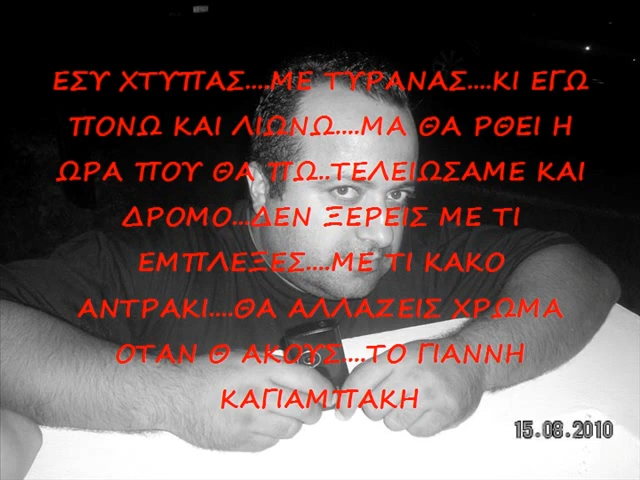 ΕΣΥ ΧΤΥΠΑΣ....ΜΕ ΤΥΡΑΝΑΣ....ΚΙ ΕΓΩ
ΠΟΝΩ ΚΑΙ ΛΙΩΝΩ....ΜΑ ΘΑ ΡΘΕΙ Η
ΩΡΑ ΠΟΥ ΘΑ ΠΩ..ΤΕΛΕΙΩΣΑΜΕ ΚΑΙ
ΔΡΟΜΟ...ΔΕΝ ΞΕΡΕΙΣ ΜΕ ΤΙ
ΕΜΠΛΕΞΕΣ....ΜΕ ΤΙ ΚΑΚΟ
ΑΝΤΡΑΚΙ....ΘΑ ΑΛΛΑΖΕΙΣ ΧΡΩΜΑ
ΟΤΑΝ Θ ΑΚΟΥΣ....ΤΟ ΓΙΑΝΝΗ
ΚΑΓΙΑΜΠΑΚΗ
15.08.2010